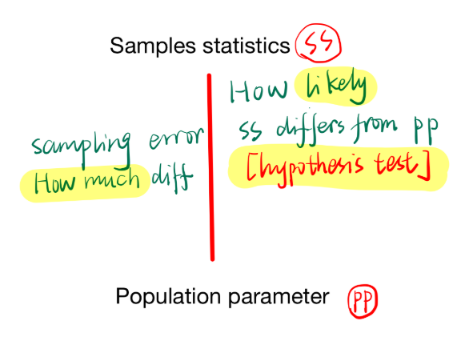 Samples statistics SS
sampling error
How much diff
How likely
ss differs from pp
[hypothesis test]
Population parameter PP